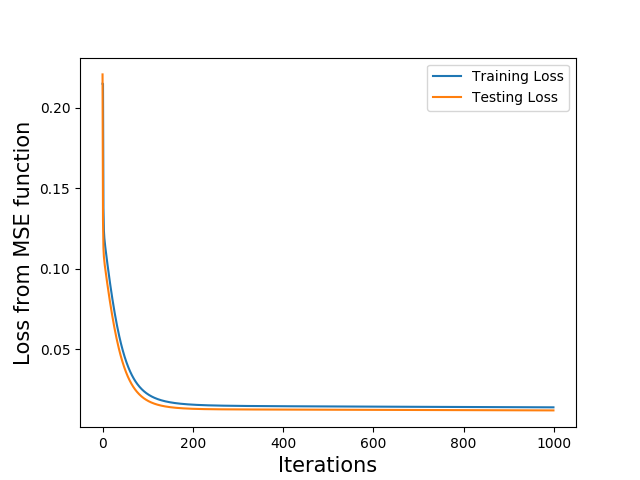 Training Loss
Testing Loss
0.20
0.15
0.10
0.05
Loss from MSE function
0 200 400 600 800 1000
Iterations